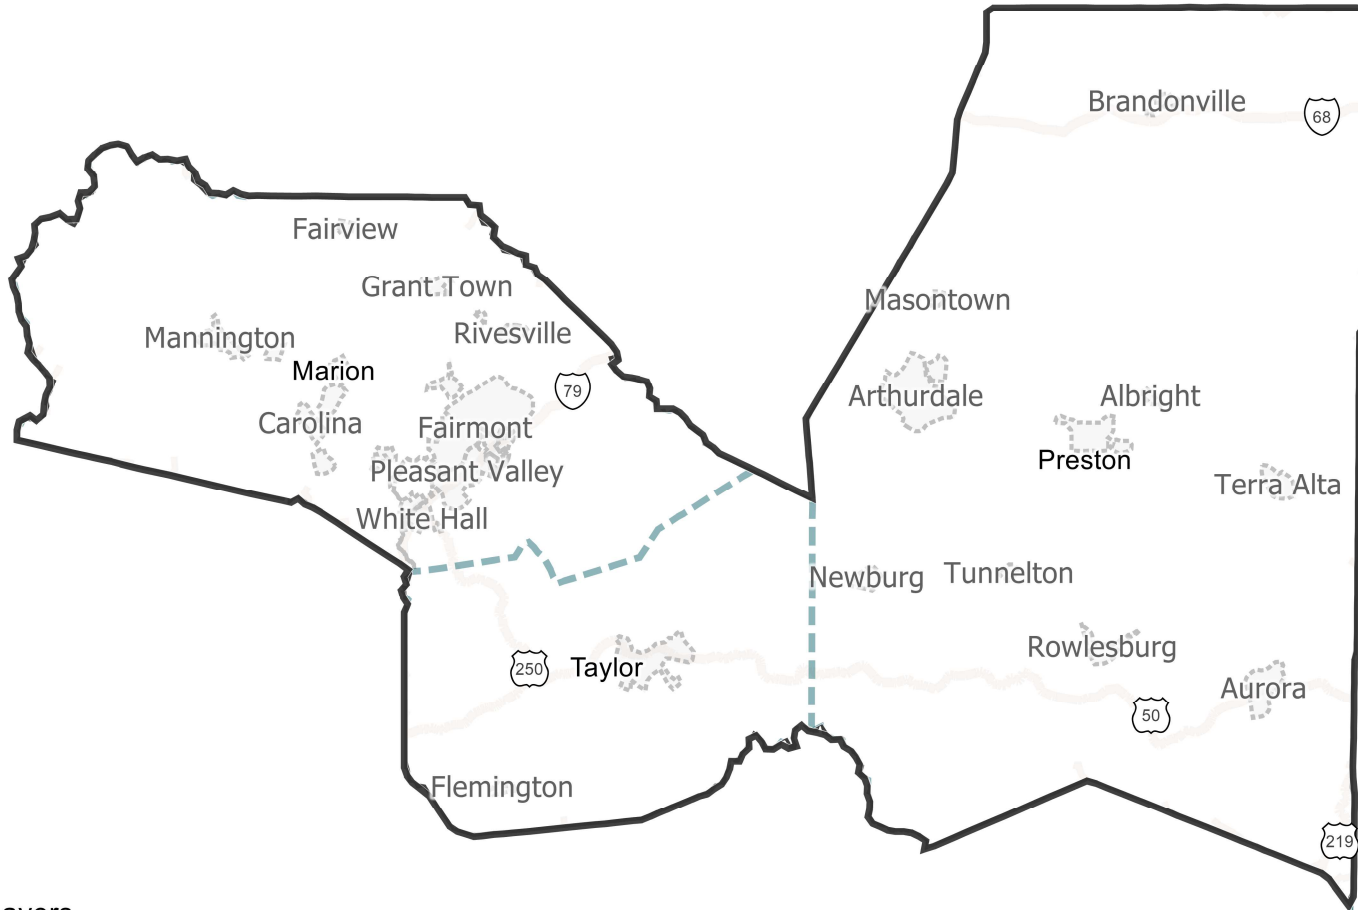 Brandonville
68
Fairview
Grant Town
Masontown
Rivesville
Mannington
Marion
79
Arthurdale
Albright
Carolina
Fairmont
Preston
Pleasant Valley
Terra Alta
White Hall
Newburg
Tunnelton
Rowlesburg
250
Taylor
Aurora
50
Flemington
219